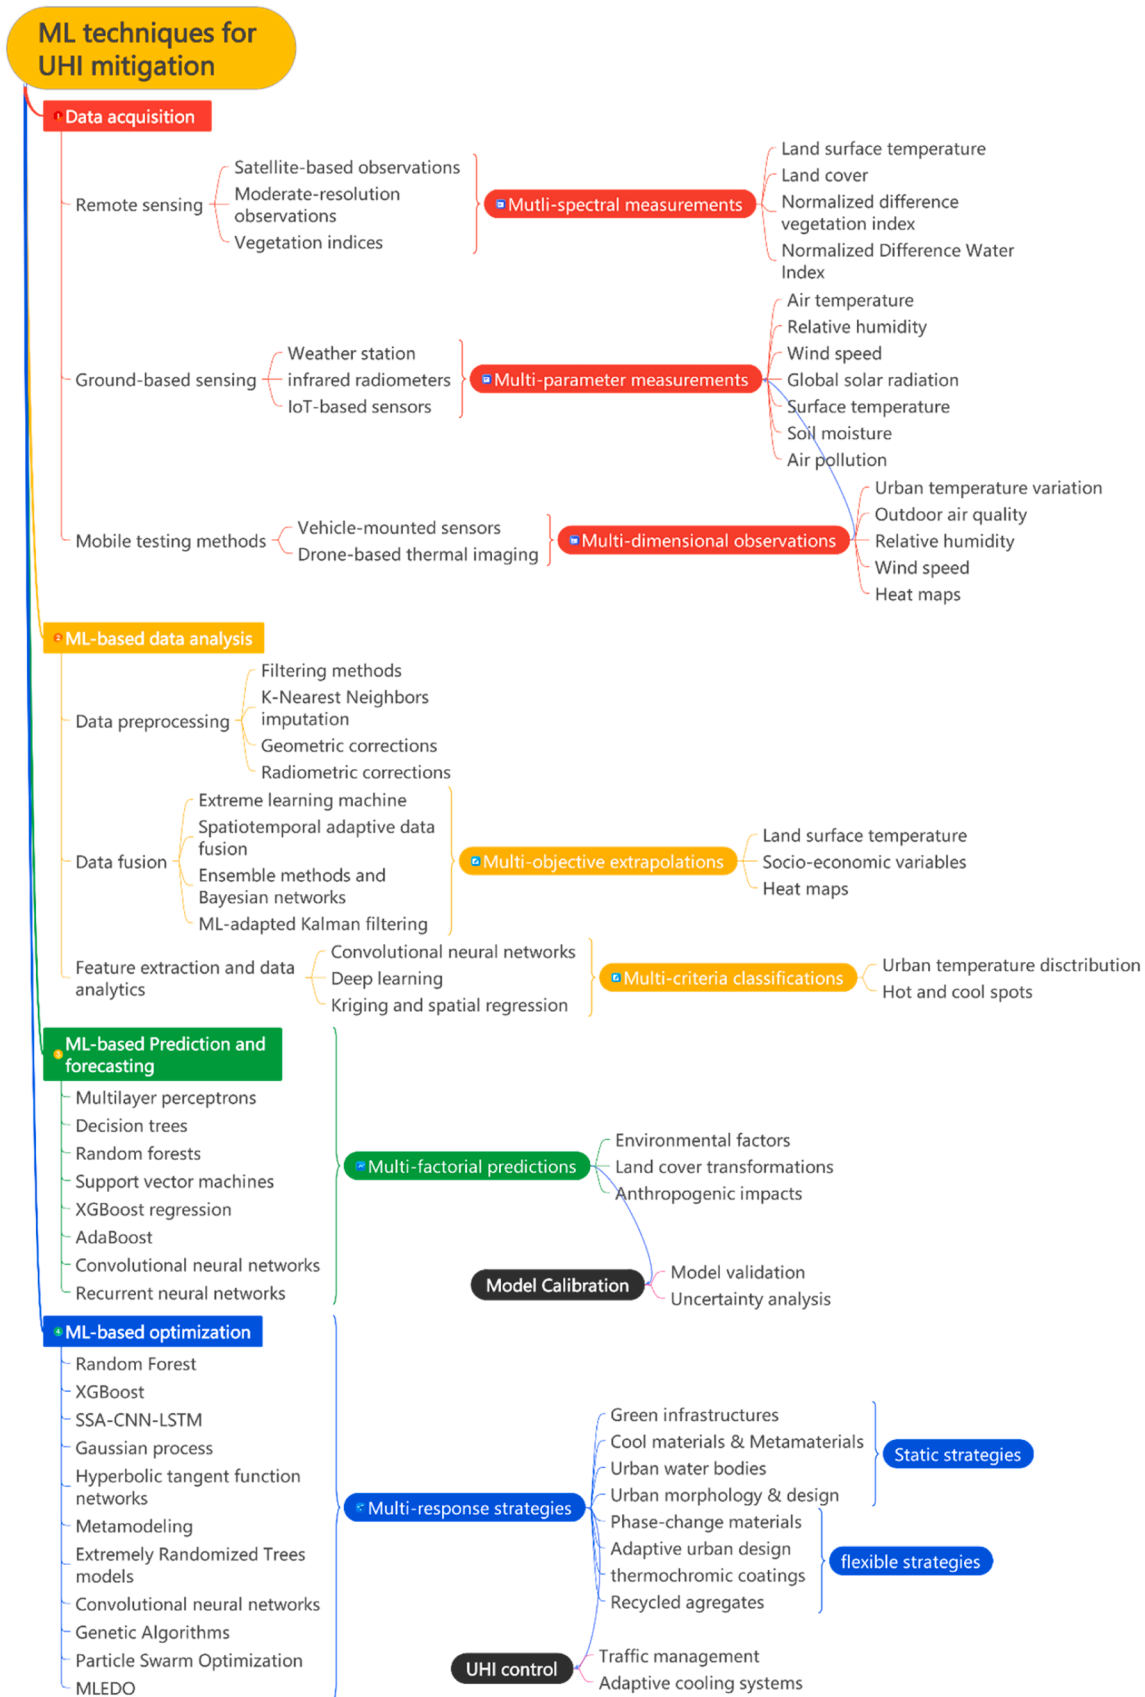 ML techniques for
UHI mitigation
1 Data acquisition
Remote sensing
Satellite-based observations
Moderate-resolution
observations
Vegetation indices
Mutli-spectral measurements
Land surface temperature
Land cover
Normalized difference
vegetation index
Normalized Difference Water
Index
Ground-based sensing
Weather station
infrared radiometers
IoT-based sensors
Multi-parameter measurements
Air temperature
Relative humidity
Wind speed
Global solar radiation
Surface temperature
Soil moisture
Air pollution
Mobile testing methods
Vehicle-mounted sensors
Drone-based thermal imaging
Multi-dimensional observations
Urban temperature variation
Outdoor air quality
Relative humidity
Wind speed
Heat maps
2 ML-based data analysis
Data preprocessing
Filtering methods
K-Nearest Neighbors
imputation
Geometric corrections
Radiometric corrections
Data fusion
Extreme learning machine
Spatiotemporal adaptive data
fusion
Ensemble methods and
Bayesian networks
ML-adapted Kalman filtering
Multi-objective extrapolations
Land surface temperature
Socio-economic variables
Heat maps
Feature extraction and data
analytics
Convolutional neural networks
Deep learning
Kriging and spatial regression
Multi-criteria classifications
Urban temperature disctribution
Hot and cool spots
3 ML-based Prediction and
forecasting
Multilayer perceptrons
Decision trees
Random forests
Support vector machines
XGBoost regression
AdaBoost
Convolutional neural networks
Recurrent neural networks
Multi-factorial predictions
Environmental factors
Land cover transformations
Anthropogenic impacts
Model Calibration
Model validation
Uncertainty analysis
4 ML-based optimization
Random Forest
XGBoost
SSA-CNN-LSTM
Gaussian process
Hyperbolic tangent function
networks
Metamodeling
Extremely Randomized Trees
models
Convolutional neural networks
Genetic Algorithms
Particle Swarm Optimization
MLEDO
Multi-response strategies
Green infrastructures
Cool materials & Metamaterials
Urban water bodies
Urban morphology & design
Static strategies
Phase-change materials
Adaptive urban design
thermochromic coatings
Recycled agregates
flexible strategies
UHI control
Traffic management
Adaptive cooling systems